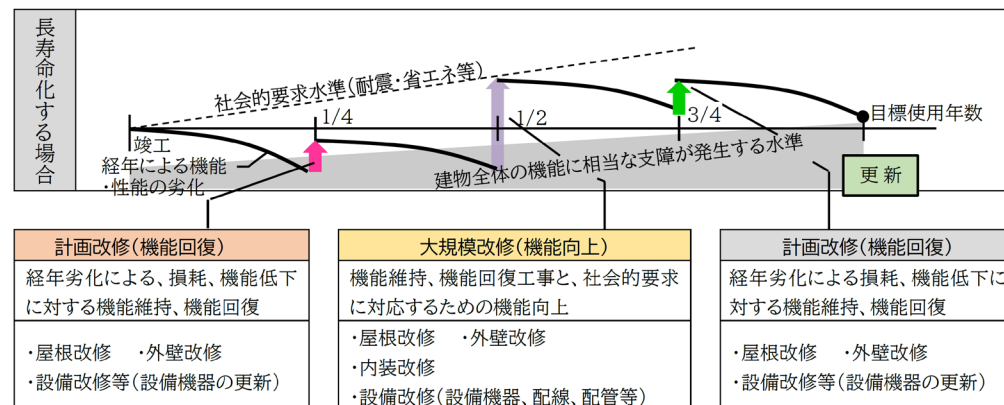 長寿命化する場合
社会的要求水準(耐震・省エネ等)
1/4
1/2
3/4
目標使用年数
竣工
経年による機能
・性能の劣化
建物全体の機能に相当な支障が発生する水準
更新
計画改修(機能回復)
経年劣化による、損耗、機能低下
に対する機能維持、機能回復
・屋根改修 ・外壁改修
・設備改修等(設備機器の更新)
大規模改修(機能向上)
機能維持、機能回復工事と、社会的要求
に対応するための機能向上
・屋根改修 ・外壁改修
・内装改修
・設備改修(設備機器、配線、配管等)
計画改修(機能回復)
経年劣化による、損耗、機能低下に
対する機能維持、機能回復
・屋根改修 ・外壁改修
・設備改修等(設備機器の更新)